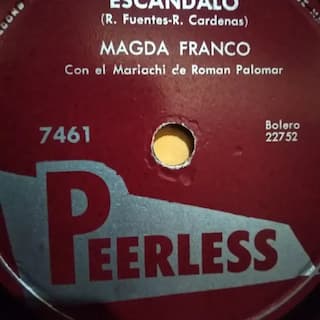 ESCANDALO
(R. Fuentes-R. Cardenas)
MAGDA FRANCO
Con el Mariachi de Roman Palomar
7461
Bolero
22752
PEERLESS